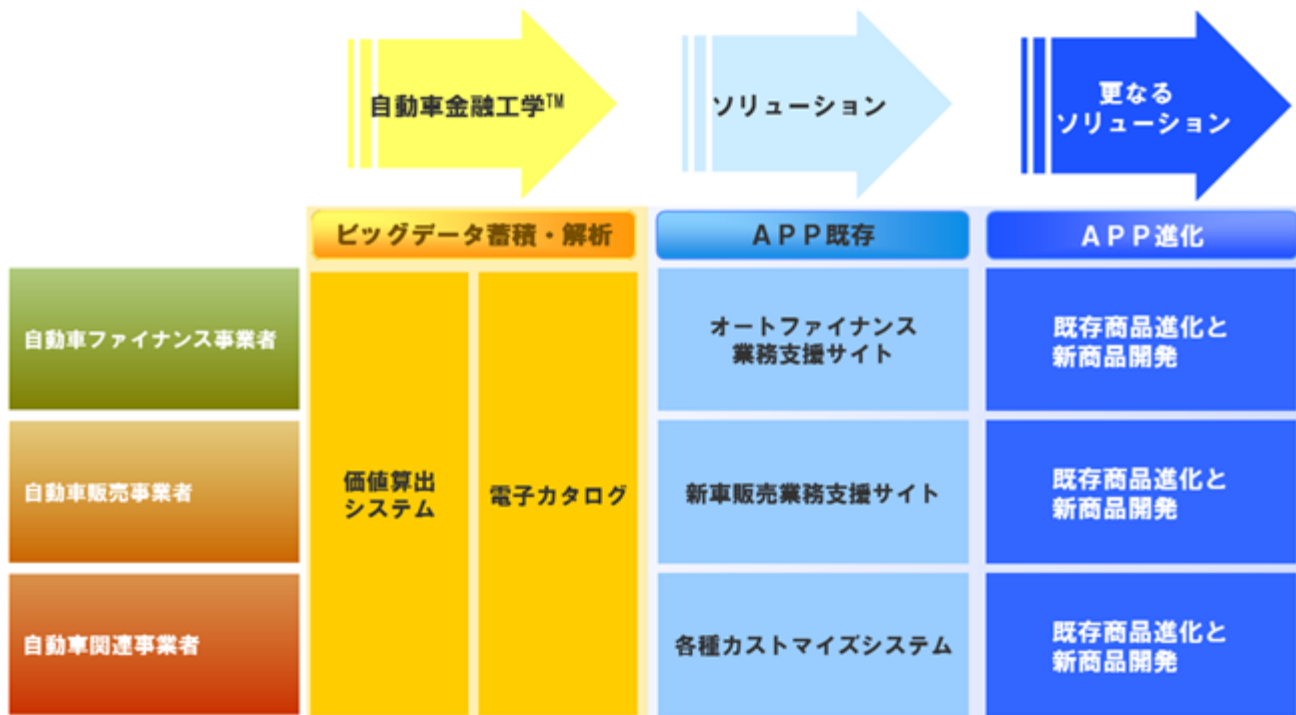 自動車金融工学™
ソリューション
更なる
ソリューション
ビッグデータ蓄積・解析
ＡＰＰ既存
ＡＰＰ進化
自動車ファイナンス事業者
オートファイナンス
業務支援サイト
既存商品進化と
新商品開発
自動車販売事業者
価値算出
システム
電子カタログ
新車販売業務支援サイト
既存商品進化と
新商品開発
自動車関連事業者
各種カストマイズシステム
既存商品進化と
新商品開発